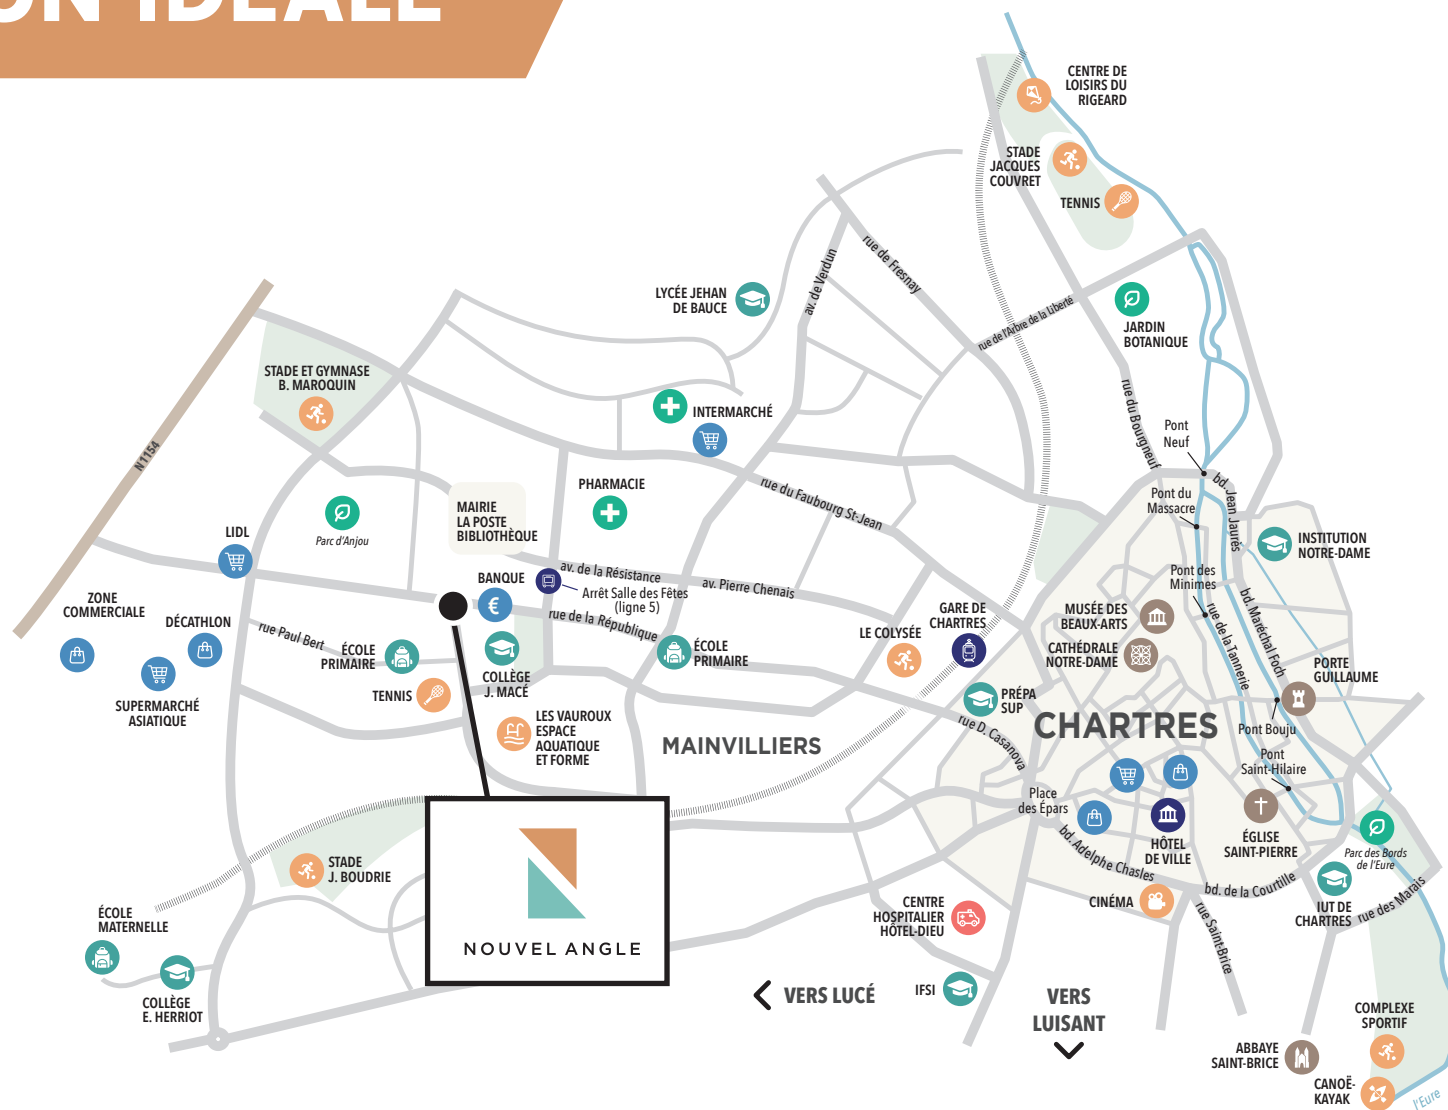 ON IDÉALE
CENTRE DE
LOISIRS DU
RIGEARD
STADE
JACQUES
COUVRET
TENNIS
rue de Fresnay
av. de Verdun
LYCÉE JEHAN
DE BAUCE
rue de l'Arbre de la Liberté
JARDIN
BOTANIQUE
STADE ET GYMNASE
B. MAROQUIN
INTERMARCHÉ
rue du Bourgneuf
Pont
Neuf
N1154
PHARMACIE
rue du Faubourg St-Jean
Pont du
Massacre
bd. Jean Jaurès
MAIRIE
LA POSTE
BIBLIOTHÈQUE
Parc d'Anjou
LIDL
INSTITUTION
NOTRE-DAME
av. de la Résistance
av. Pierre Chenais
BANQUE
€
Arrêt Salle des Fêtes
(ligne 5)
Pont des
Minimes
ZONE
COMMERCIALE
DÉCATHLON
rue Paul Bert
rue de la République
GARE DE
CHARTRES
MUSÉE DES
BEAUX-ARTS
rue de la Tannerie
bd. Maréchal Foch
LE COLYSÉE
ÉCOLE
PRIMAIRE
ÉCOLE
PRIMAIRE
CATHÉDRALE
NOTRE-DAME
PORTE
GUILLAUME
COLLÈGE
J. MACÉ
TENNIS
SUPERMARCHÉ
ASIATIQUE
PRÉPA
SUP
LES VAUROUX
ESPACE
AQUATIQUE
ET FORME
MAINVILLIERS
rue D. Casanova
CHARTRES
Pont Bouju
Pont
Saint-Hilaire
Place
des Épars
HÔTEL
DE VILLE
ÉGLISE
SAINT-PIERRE
bd. Adelphe Chasles
Parc des Bords
de l'Eure
STADE
J. BOUDRIE
bd. de la Courtille
IUT DE
CHARTRES
rue des Marais
CINÉMA
CENTRE
HOSPITALIER
HÔTEL-DIEU
rue Saint-Brice
ÉCOLE
MATERNELLE
NOUVEL ANGLE
COLLÈGE
E. HERRIOT
VERS LUCÉ
IFSI
VERS
LUISANT
COMPLEXE
SPORTIF
ABBAYE
SAINT-BRICE
CANOË-
KAYAK
l'Eure